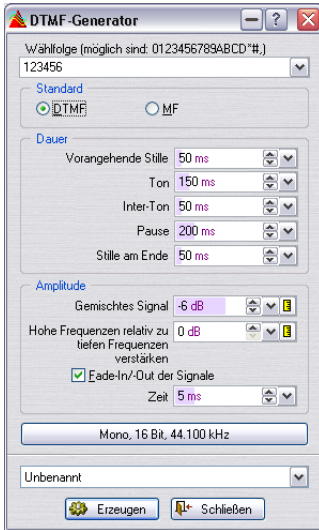 DTMF-Generator
Wählfolge (möglich sind: 0123456789ABCD*#,)
123456
Standard
DTMF
MF
Dauer
Vorangehende Stille 50 ms
Ton 150 ms
Inter-Ton 50 ms
Pause 200 ms
Stille am Ende 50 ms
Amplitude
Gemischtes Signal -6 dB
Hohe Frequenzen relativ zu 0 dB
tiefen Frequenzen
verstärken
Fade-In/-Out der Signale
Zeit 5 ms
Mono, 16 Bit, 44.100 kHz
Unbenannt
Erzeugen Schließen